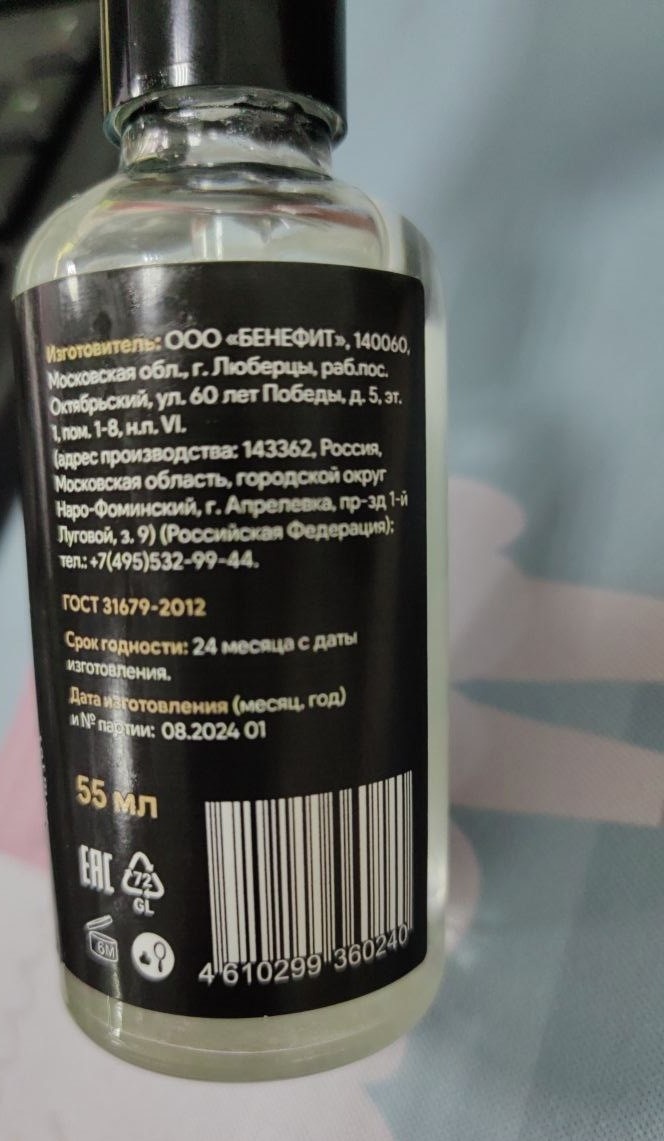 Изготовитель: ООО «БЕНЕФИТ», 140060,
Московская обл., г. Люберцы, раб.пос.
Октябрьский, ул. 60 лет Победы, д. 5, эт.
1, пом. 1-8, н.п. VI.
(адрес производства: 143362, Россия,
Московская область, городской округ
Наро-Фоминский, г. Апрелевка, пр-зд 1-й
Луговой, з. 9) (Российская Федерация);
тел.: +7(495)532-99-44.
ГОСТ 31679-2012
Срок годности: 24 месяца с даты
изготовления.
Дата изготовления (месяц, год)
и № партии: 08.2024 01
55 мл
EAC
72
GL
6M
4 610299 360240